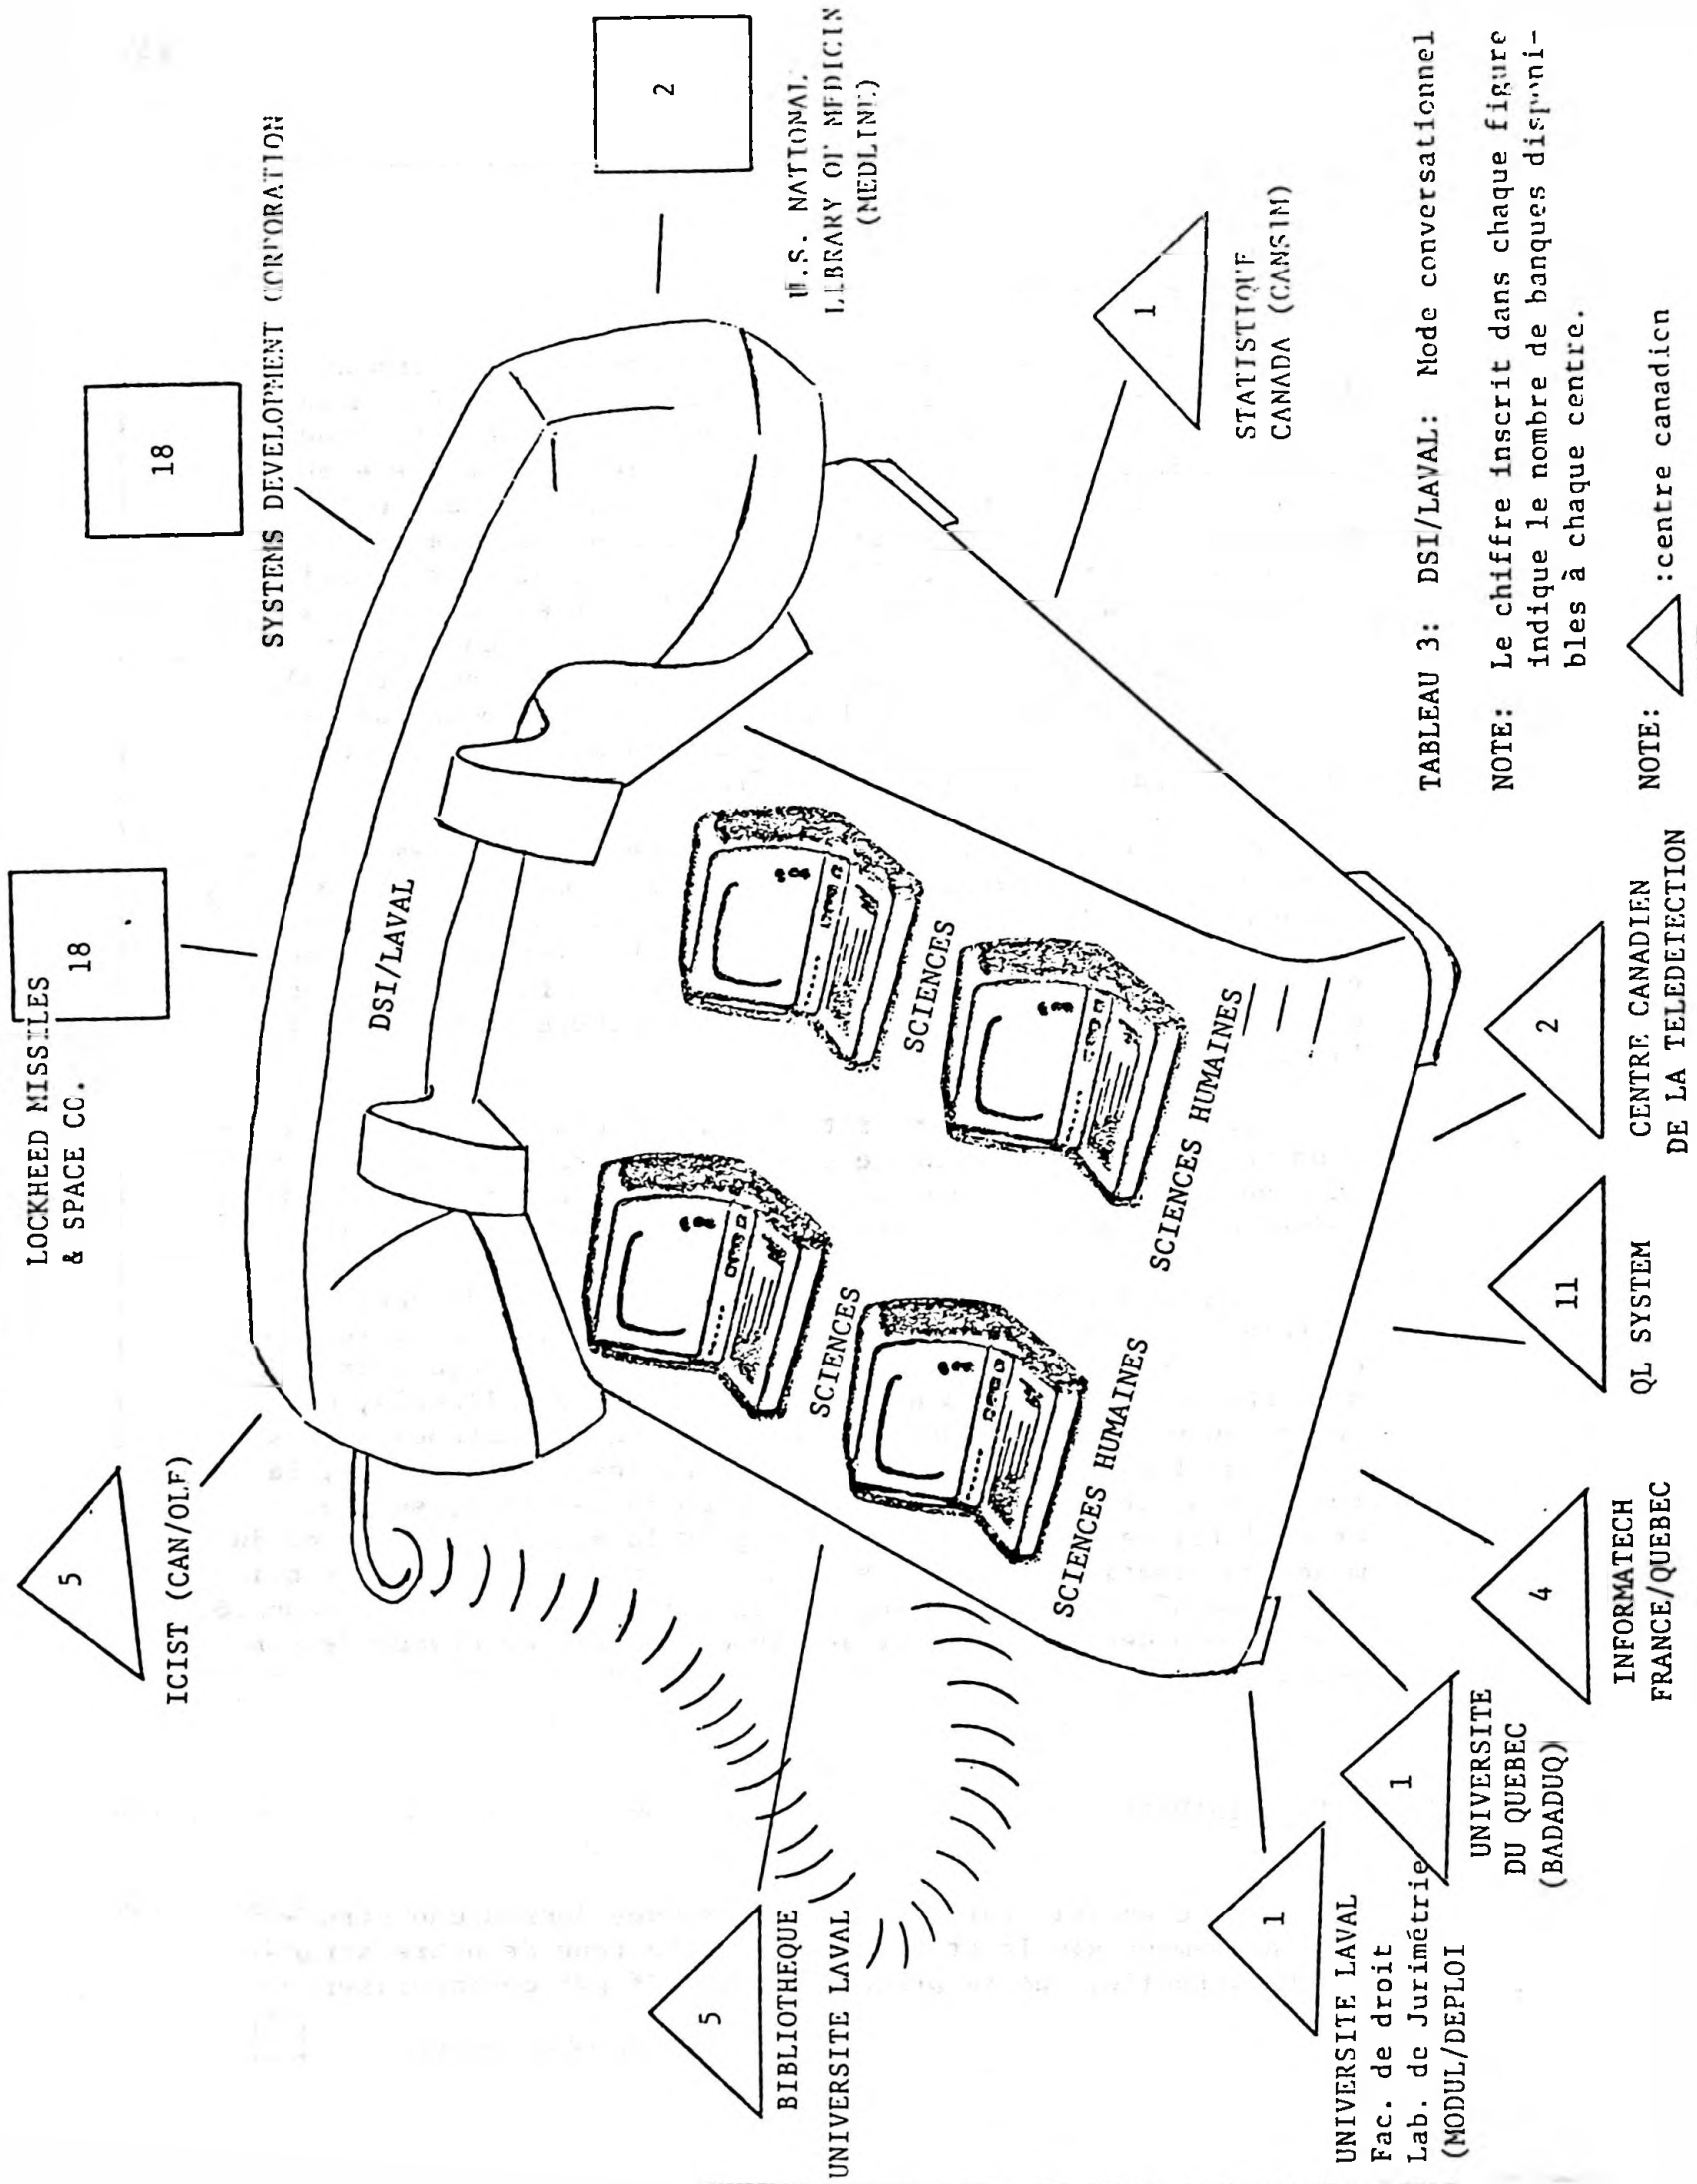 LOCKHEED MISSILES
& SPACE CO.
18
18
SYSTEMS DEVELOPMENT CORPORATION
2
U.S. NATIONAL
LIBRARY OF MEDICIN
(MEDLINE)
5
ICIST (CAN/OLF)
DSI/LAVAL
SCIENCES
SCIENCES
SCIENCES HUMAINES
SCIENCES HUMAINES
1
STATISTIQUE
CANADA (CANSIM)
5
BIBLIOTHEQUE
UNIVERSITE LAVAL
1
UNIVERSITE LAVAL
Fac. de droit
Lab. de Jurimétrie
(MODUL/DEPLOI
1
UNIVERSITE
DU QUEBEC
(BADADUQ)
4
INFORMATECH
FRANCE/QUEBEC
11
QL SYSTEM
2
CENTRE CANADIEN
DE LA TELEDETECTION
TABLEAU 3: DSI/LAVAL: Mode conversationnel
NOTE: Le chiffre inscrit dans chaque figure
indique le nombre de banques disponi-
bles à chaque centre.
NOTE: :centre canadien